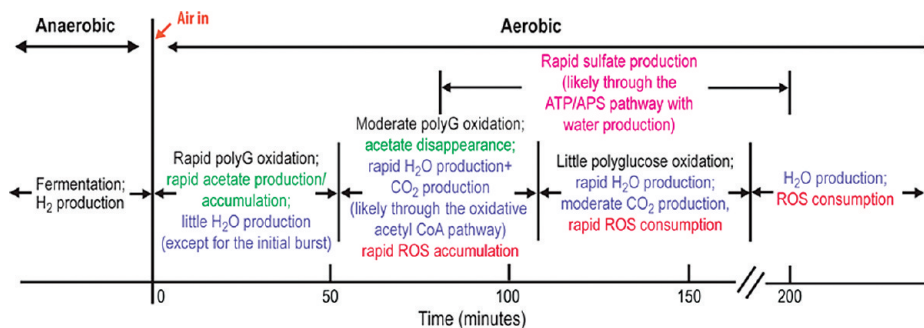 Air in
Anaerobic
Aerobic
Rapid sulfate production
(likely through the
ATP/APS pathway with
water production)
Fermentation;
H2 production
Rapid polyG oxidation;
rapid acetate production/
accumulation;
little H2O production
(except for the initial burst)
Moderate polyG oxidation;
acetate disappearance;
rapid H2O production+
CO2 production
(likely through the oxidative
acetyl CoA pathway)
rapid ROS accumulation
Little polyglucose oxidation;
rapid H2O production;
moderate CO2 production,
rapid ROS consumption
H2O production;
ROS consumption
0 50 100 150 200
Time (minutes)